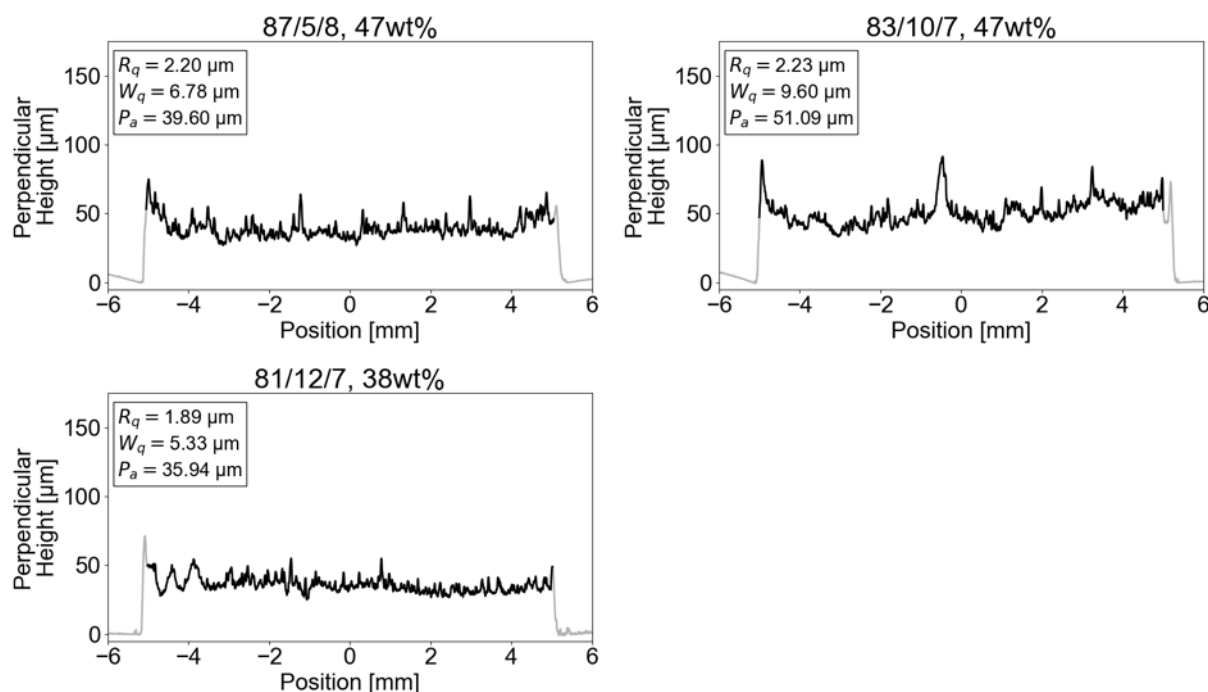 87/5/8, 47wt%
R_q = 2.20 µm
W_q = 6.78 µm
P_a = 39.60 µm
Perpendicular
Height [µm]
150
100
50
0
−6 −4 −2 0 2 4 6
Position [mm]
83/10/7, 47wt%
R_q = 2.23 µm
W_q = 9.60 µm
P_a = 51.09 µm
Perpendicular
Height [µm]
150
100
50
0
−6 −4 −2 0 2 4 6
Position [mm]
81/12/7, 38wt%
R_q = 1.89 µm
W_q = 5.33 µm
P_a = 35.94 µm
Perpendicular
Height [µm]
150
100
50
0
−6 −4 −2 0 2 4 6
Position [mm]